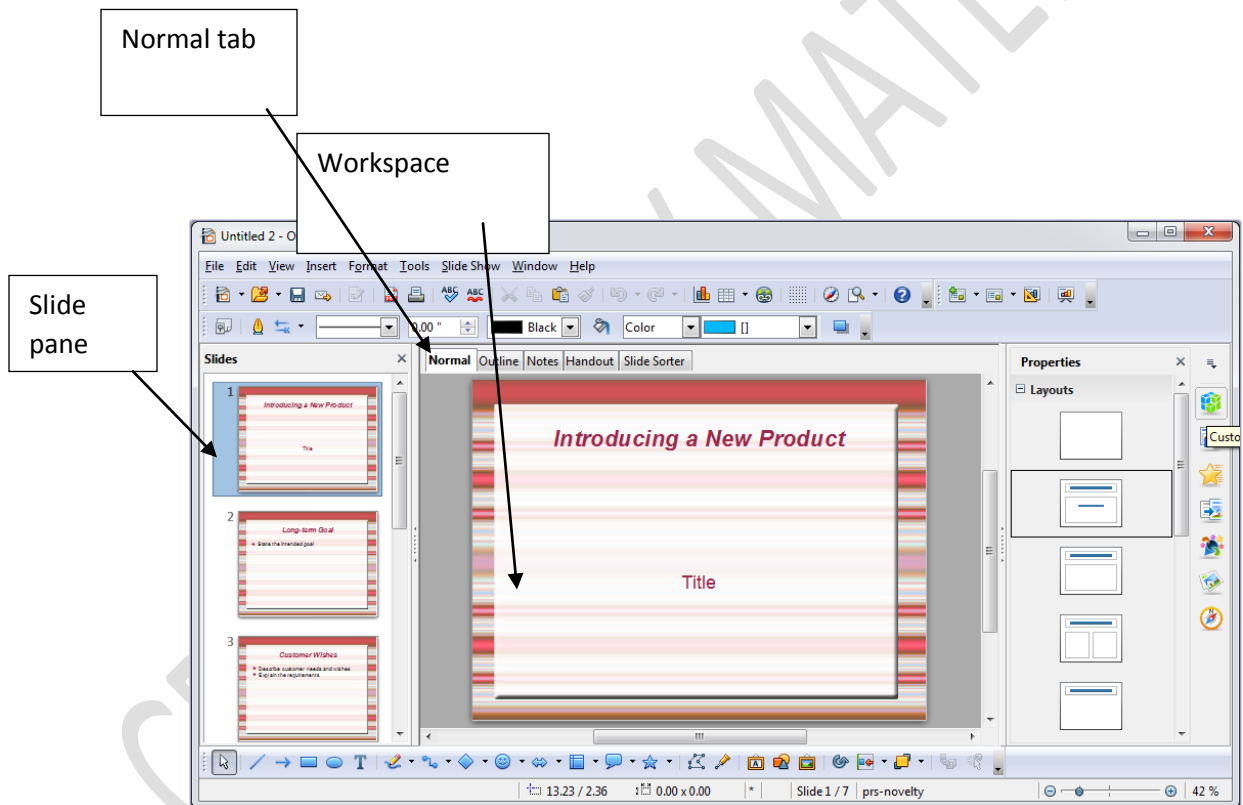 Normal tab
Workspace
Slide
pane
Untitled 2 - O
File Edit View Insert Format Tools Slide Show Window Help
0.00 " Black Color []
Slides
Normal Outline Notes Handout Slide Sorter
Properties
Layouts
Custo
1
Introducing a New Product
Title
2
Long-term Goal
State the intended goal
3
Customer Wishes
Describe customer needs and wishes
Explain the requirements
Introducing a New Product
Title
13.23 / 2.36 0.00 x 0.00 * Slide 1 / 7 prs-novelty 42 %